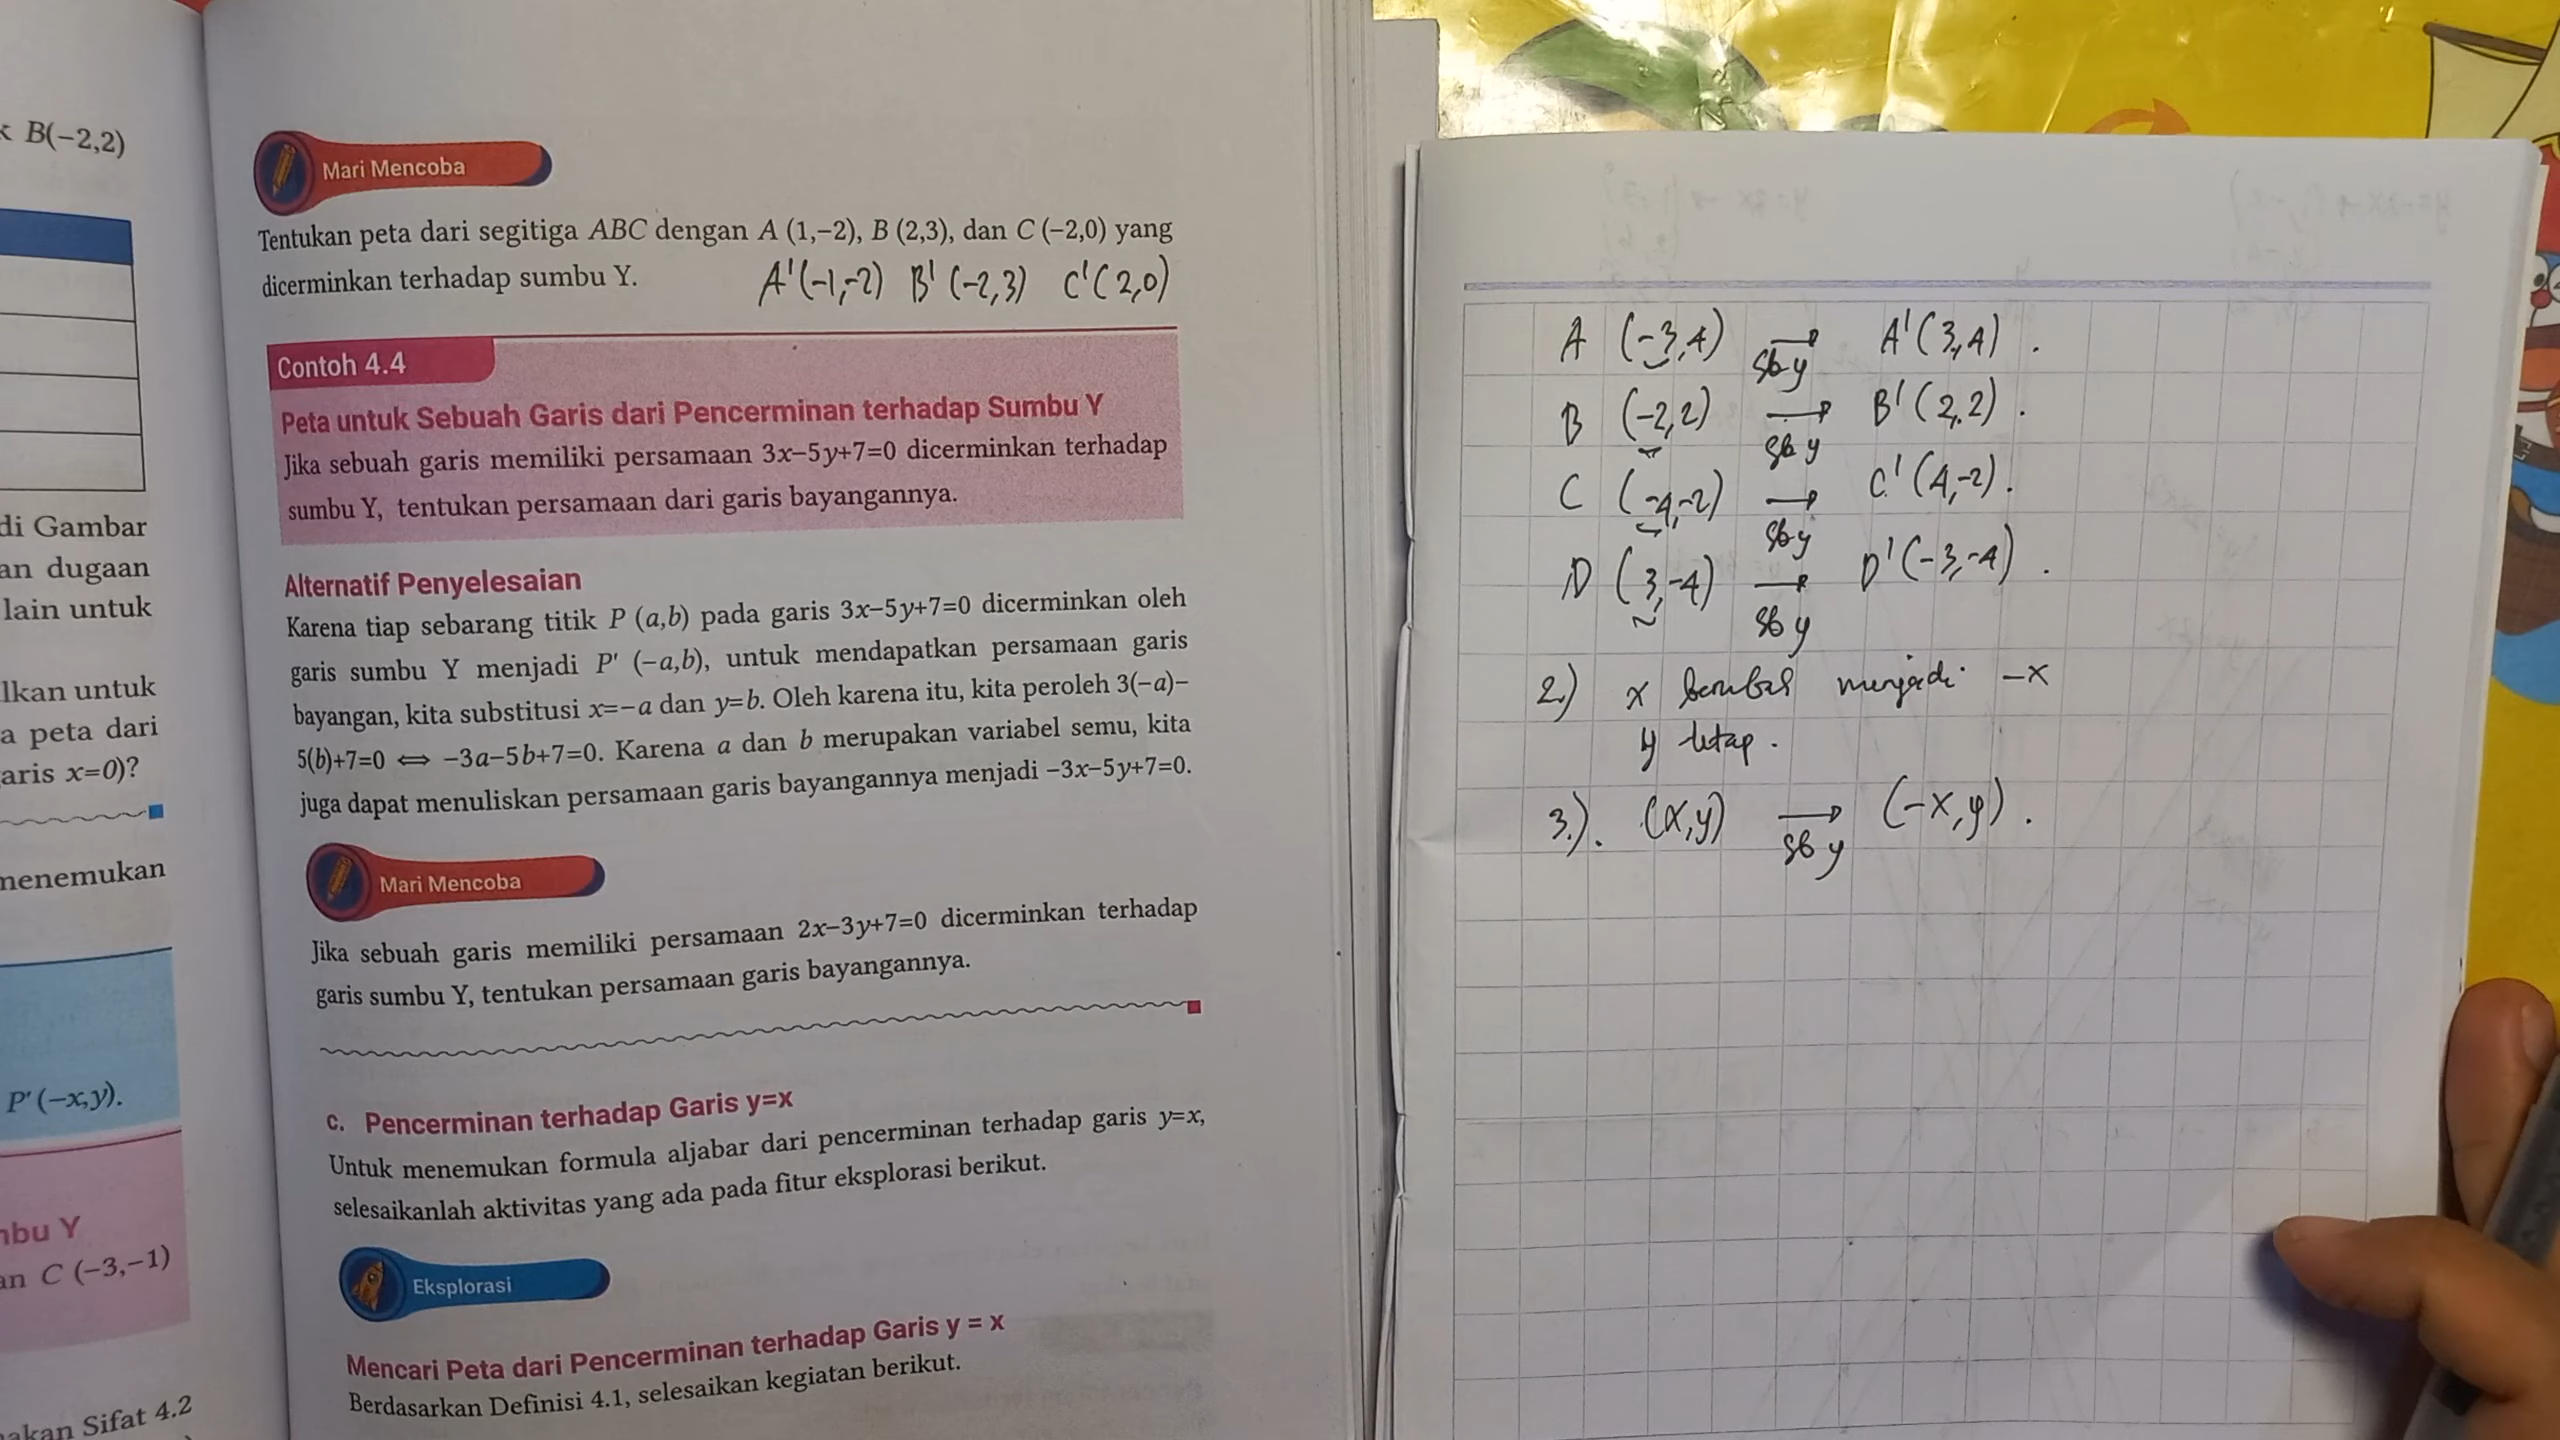 B(−2,2)
di Gambar
an dugaan
lain untuk
lkan untuk
a peta dari
aris x=0)?
menemukan
P' (−x,y).
mbu Y
an C (−3,−1)
akan Sifat 4.2
Mari Mencoba
Tentukan peta dari segitiga ABC dengan A (1,−2), B (2,3), dan C (−2,0) yang
dicerminkan terhadap sumbu Y. A'(-1,-2) B'(-2,3) C'(2,0)
Contoh 4.4
Peta untuk Sebuah Garis dari Pencerminan terhadap Sumbu Y
Jika sebuah garis memiliki persamaan 3x−5y+7=0 dicerminkan terhadap
sumbu Y, tentukan persamaan dari garis bayangannya.
Alternatif Penyelesaian
Karena tiap sebarang titik P (a,b) pada garis 3x−5y+7=0 dicerminkan oleh
garis sumbu Y menjadi P' (−a,b), untuk mendapatkan persamaan garis
bayangan, kita substitusi x=−a dan y=b. Oleh karena itu, kita peroleh 3(−a)−
5(b)+7=0 ⟺ −3a−5b+7=0. Karena a dan b merupakan variabel semu, kita
juga dapat menuliskan persamaan garis bayangannya menjadi −3x−5y+7=0.
Mari Mencoba
Jika sebuah garis memiliki persamaan 2x−3y+7=0 dicerminkan terhadap
garis sumbu Y, tentukan persamaan garis bayangannya.
c. Pencerminan terhadap Garis y=x
Untuk menemukan formula aljabar dari pencerminan terhadap garis y=x,
selesaikanlah aktivitas yang ada pada fitur eksplorasi berikut.
Eksplorasi
Mencari Peta dari Pencerminan terhadap Garis y = x
Berdasarkan Definisi 4.1, selesaikan kegiatan berikut.
A (-3,4) → sb y A'(3,4).
B (-2,2) → sb y B'(2,2).
C (-4,-2) → sb y C'(4,-2).
D (3,-4) → sb y D'(-3,-4).
2.) x berubah menjadi -x
y tetap.
3.). (x,y) → sb y (-x,y).